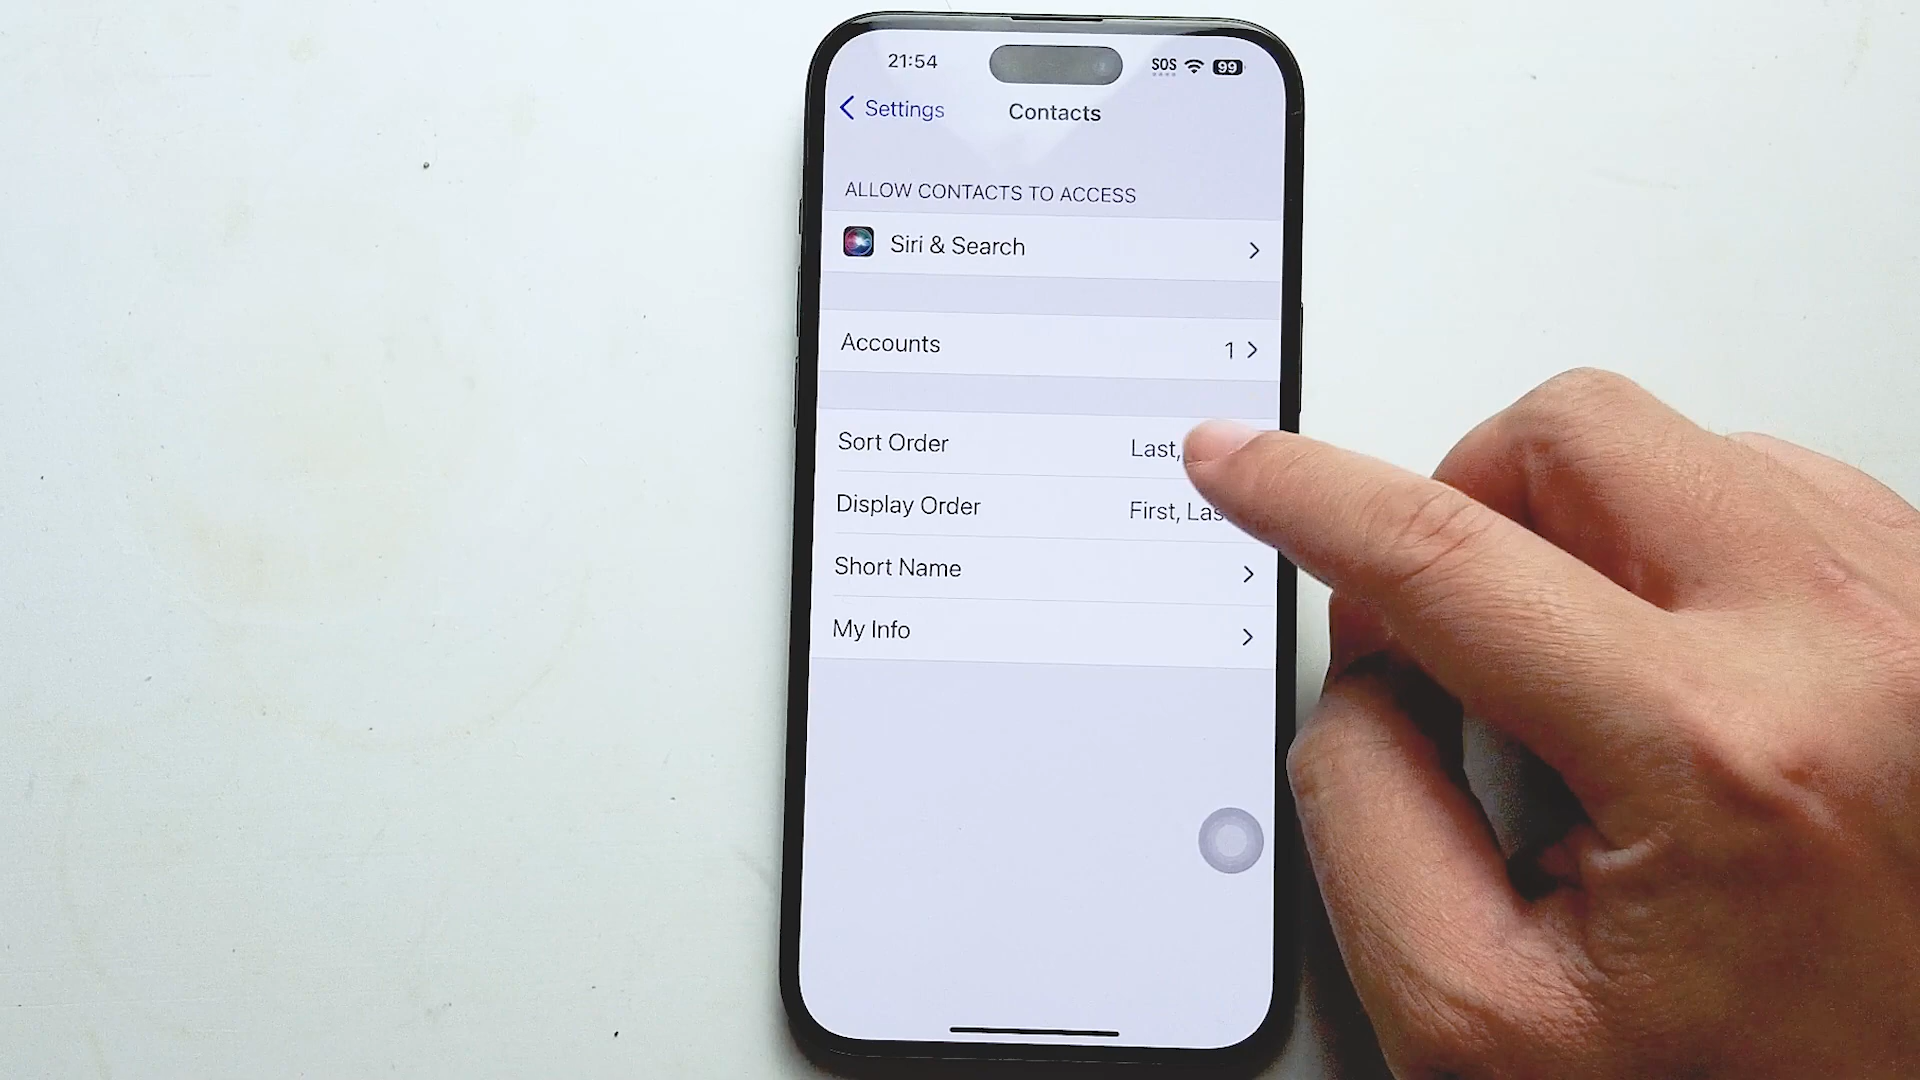 21:54
SOS
99
Settings
Contacts
ALLOW CONTACTS TO ACCESS
Siri & Search
Accounts 1
Sort Order Last,
Display Order First, Las
Short Name
My Info